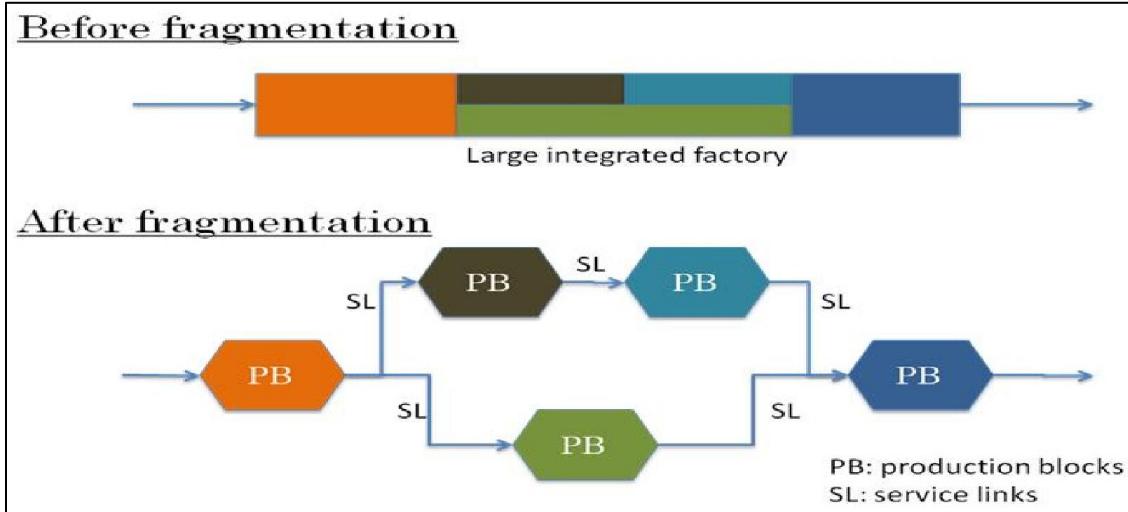 Before fragmentation
Large integrated factory
After fragmentation
PB
SL
PB
SL
PB
SL
SL
PB
SL
PB
PB: production blocks
SL: service links